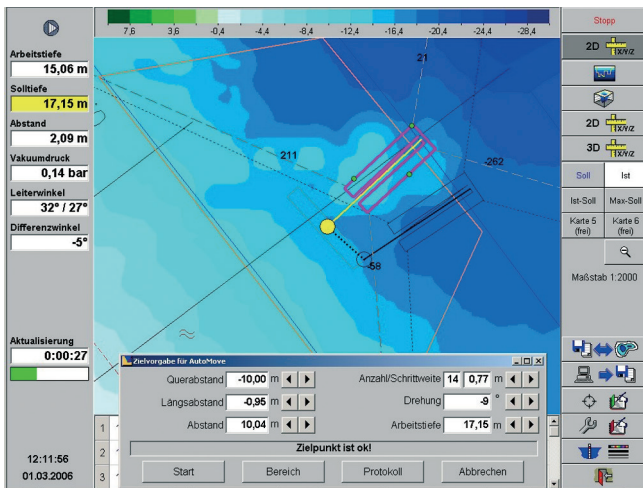 7,6 3,6 -0,4 -4,4 -8,4 -12,4 -16,4 -20,4 -24,4 -28,4
Arbeitstiefe
15,06 m
Solltiefe
17,15 m
Abstand
2,09 m
Vakuumdruck
0,14 bar
Leiterwinkel
32° / 27°
Differenzwinkel
-5°
Aktualisierung
0:00:27
12:11:56
01.03.2006
21
211
-262
-58
1
2
3
Zielvorgabe für AutoMove
Querabstand -10,00 m Anzahl/Schrittweite 14 0,77 m
Längsabstand -0,95 m Drehung -9 °
Abstand 10,04 m Arbeitstiefe 17,15 m
Zielpunkt ist ok!
Start Bereich Protokoll Abbrechen
Stopp
2D X/Y/Z
2D X/Y/Z
3D X/Y/Z
Soll Ist
Ist-Soll Max-Soll
Karte 5 (frei) Karte 6 (frei)
Maßstab 1:2000